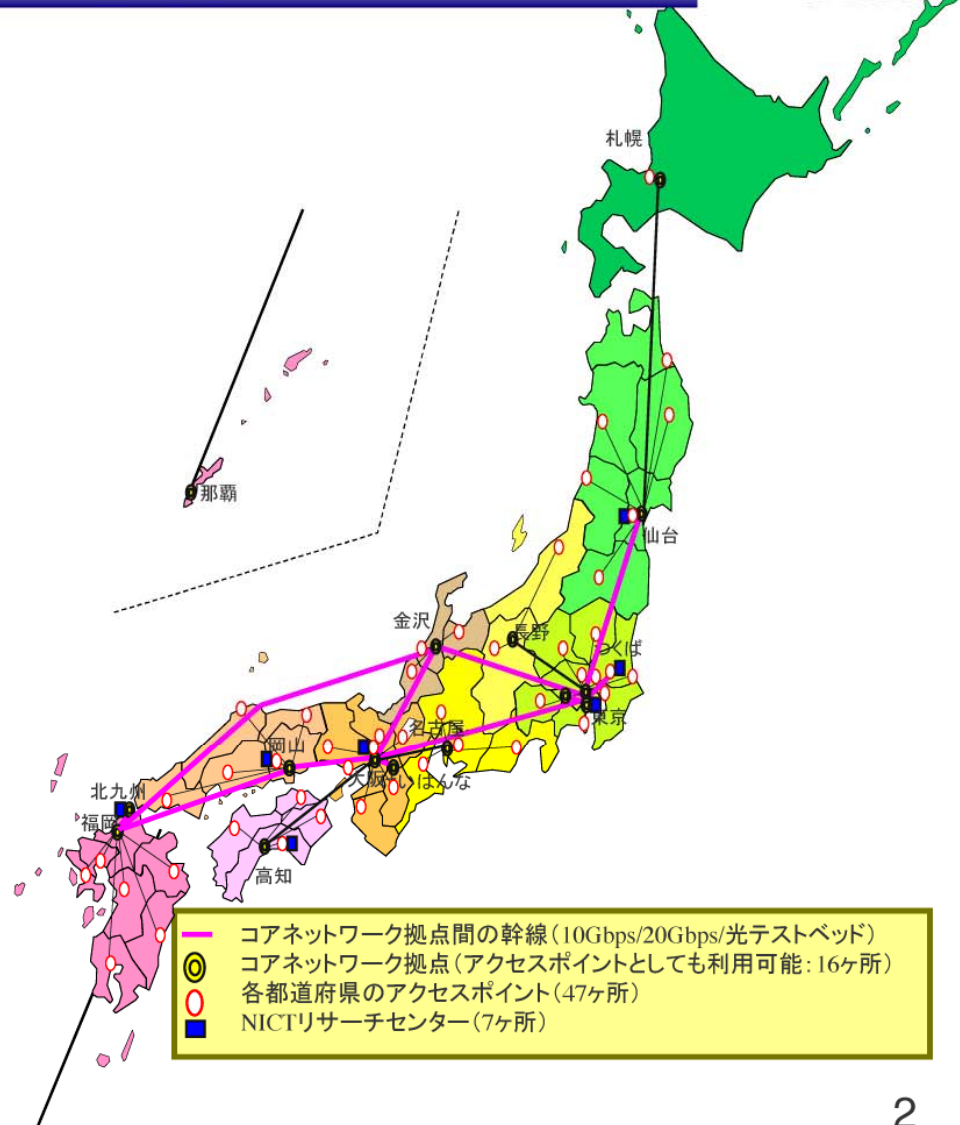 札幌
那覇
仙台
金沢
長野
つくば
東京
名古屋
岡山
大阪
けいはんな
北九州
福岡
高知
コアネットワーク拠点間の幹線(10Gbps/20Gbps/光テストベッド)
コアネットワーク拠点(アクセスポイントとしても利用可能:16ヶ所)
各都道府県のアクセスポイント(47ヶ所)
NICTリサーチセンター(7ヶ所)
2